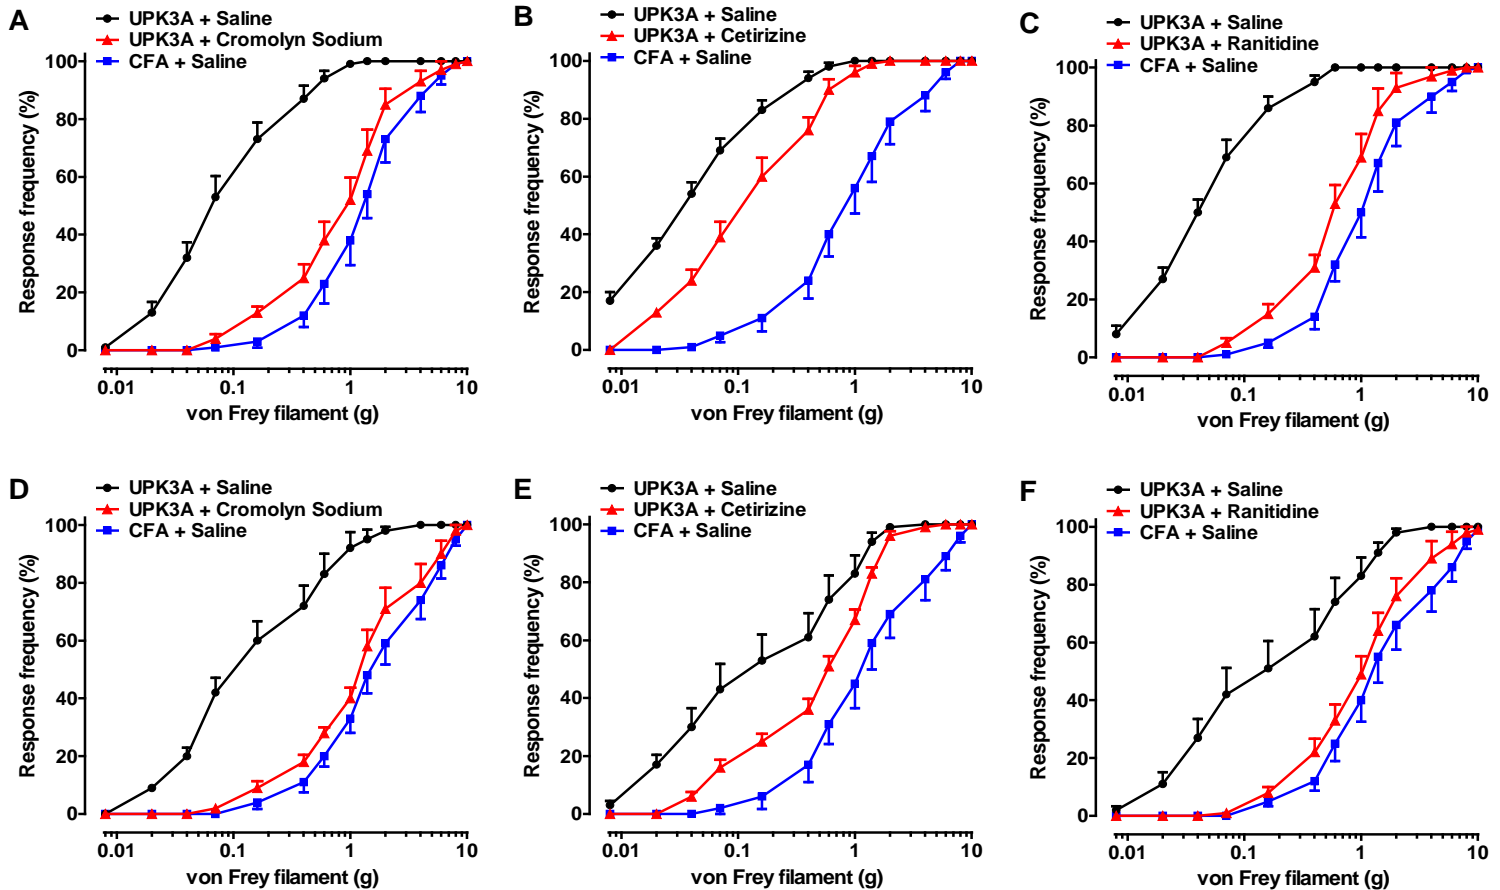 A
UPK3A + Saline
UPK3A + Cromolyn Sodium
CFA + Saline
Response frequency (%)
100
80
60
40
20
0
0.01 0.1 1 10
von Frey filament (g)
B
UPK3A + Saline
UPK3A + Cetirizine
CFA + Saline
Response frequency (%)
100
80
60
40
20
0
0.01 0.1 1 10
von Frey filament (g)
C
UPK3A + Saline
UPK3A + Ranitidine
CFA + Saline
Response frequency (%)
100
80
60
40
20
0
0.01 0.1 1 10
von Frey filament (g)
D
UPK3A + Saline
UPK3A + Cromolyn Sodium
CFA + Saline
Response frequency (%)
100
80
60
40
20
0
0.01 0.1 1 10
von Frey filament (g)
E
UPK3A + Saline
UPK3A + Cetirizine
CFA + Saline
Response frequency (%)
100
80
60
40
20
0
0.01 0.1 1 10
von Frey filament (g)
F
UPK3A + Saline
UPK3A + Ranitidine
CFA + Saline
Response frequency (%)
100
80
60
40
20
0
0.01 0.1 1 10
von Frey filament (g)